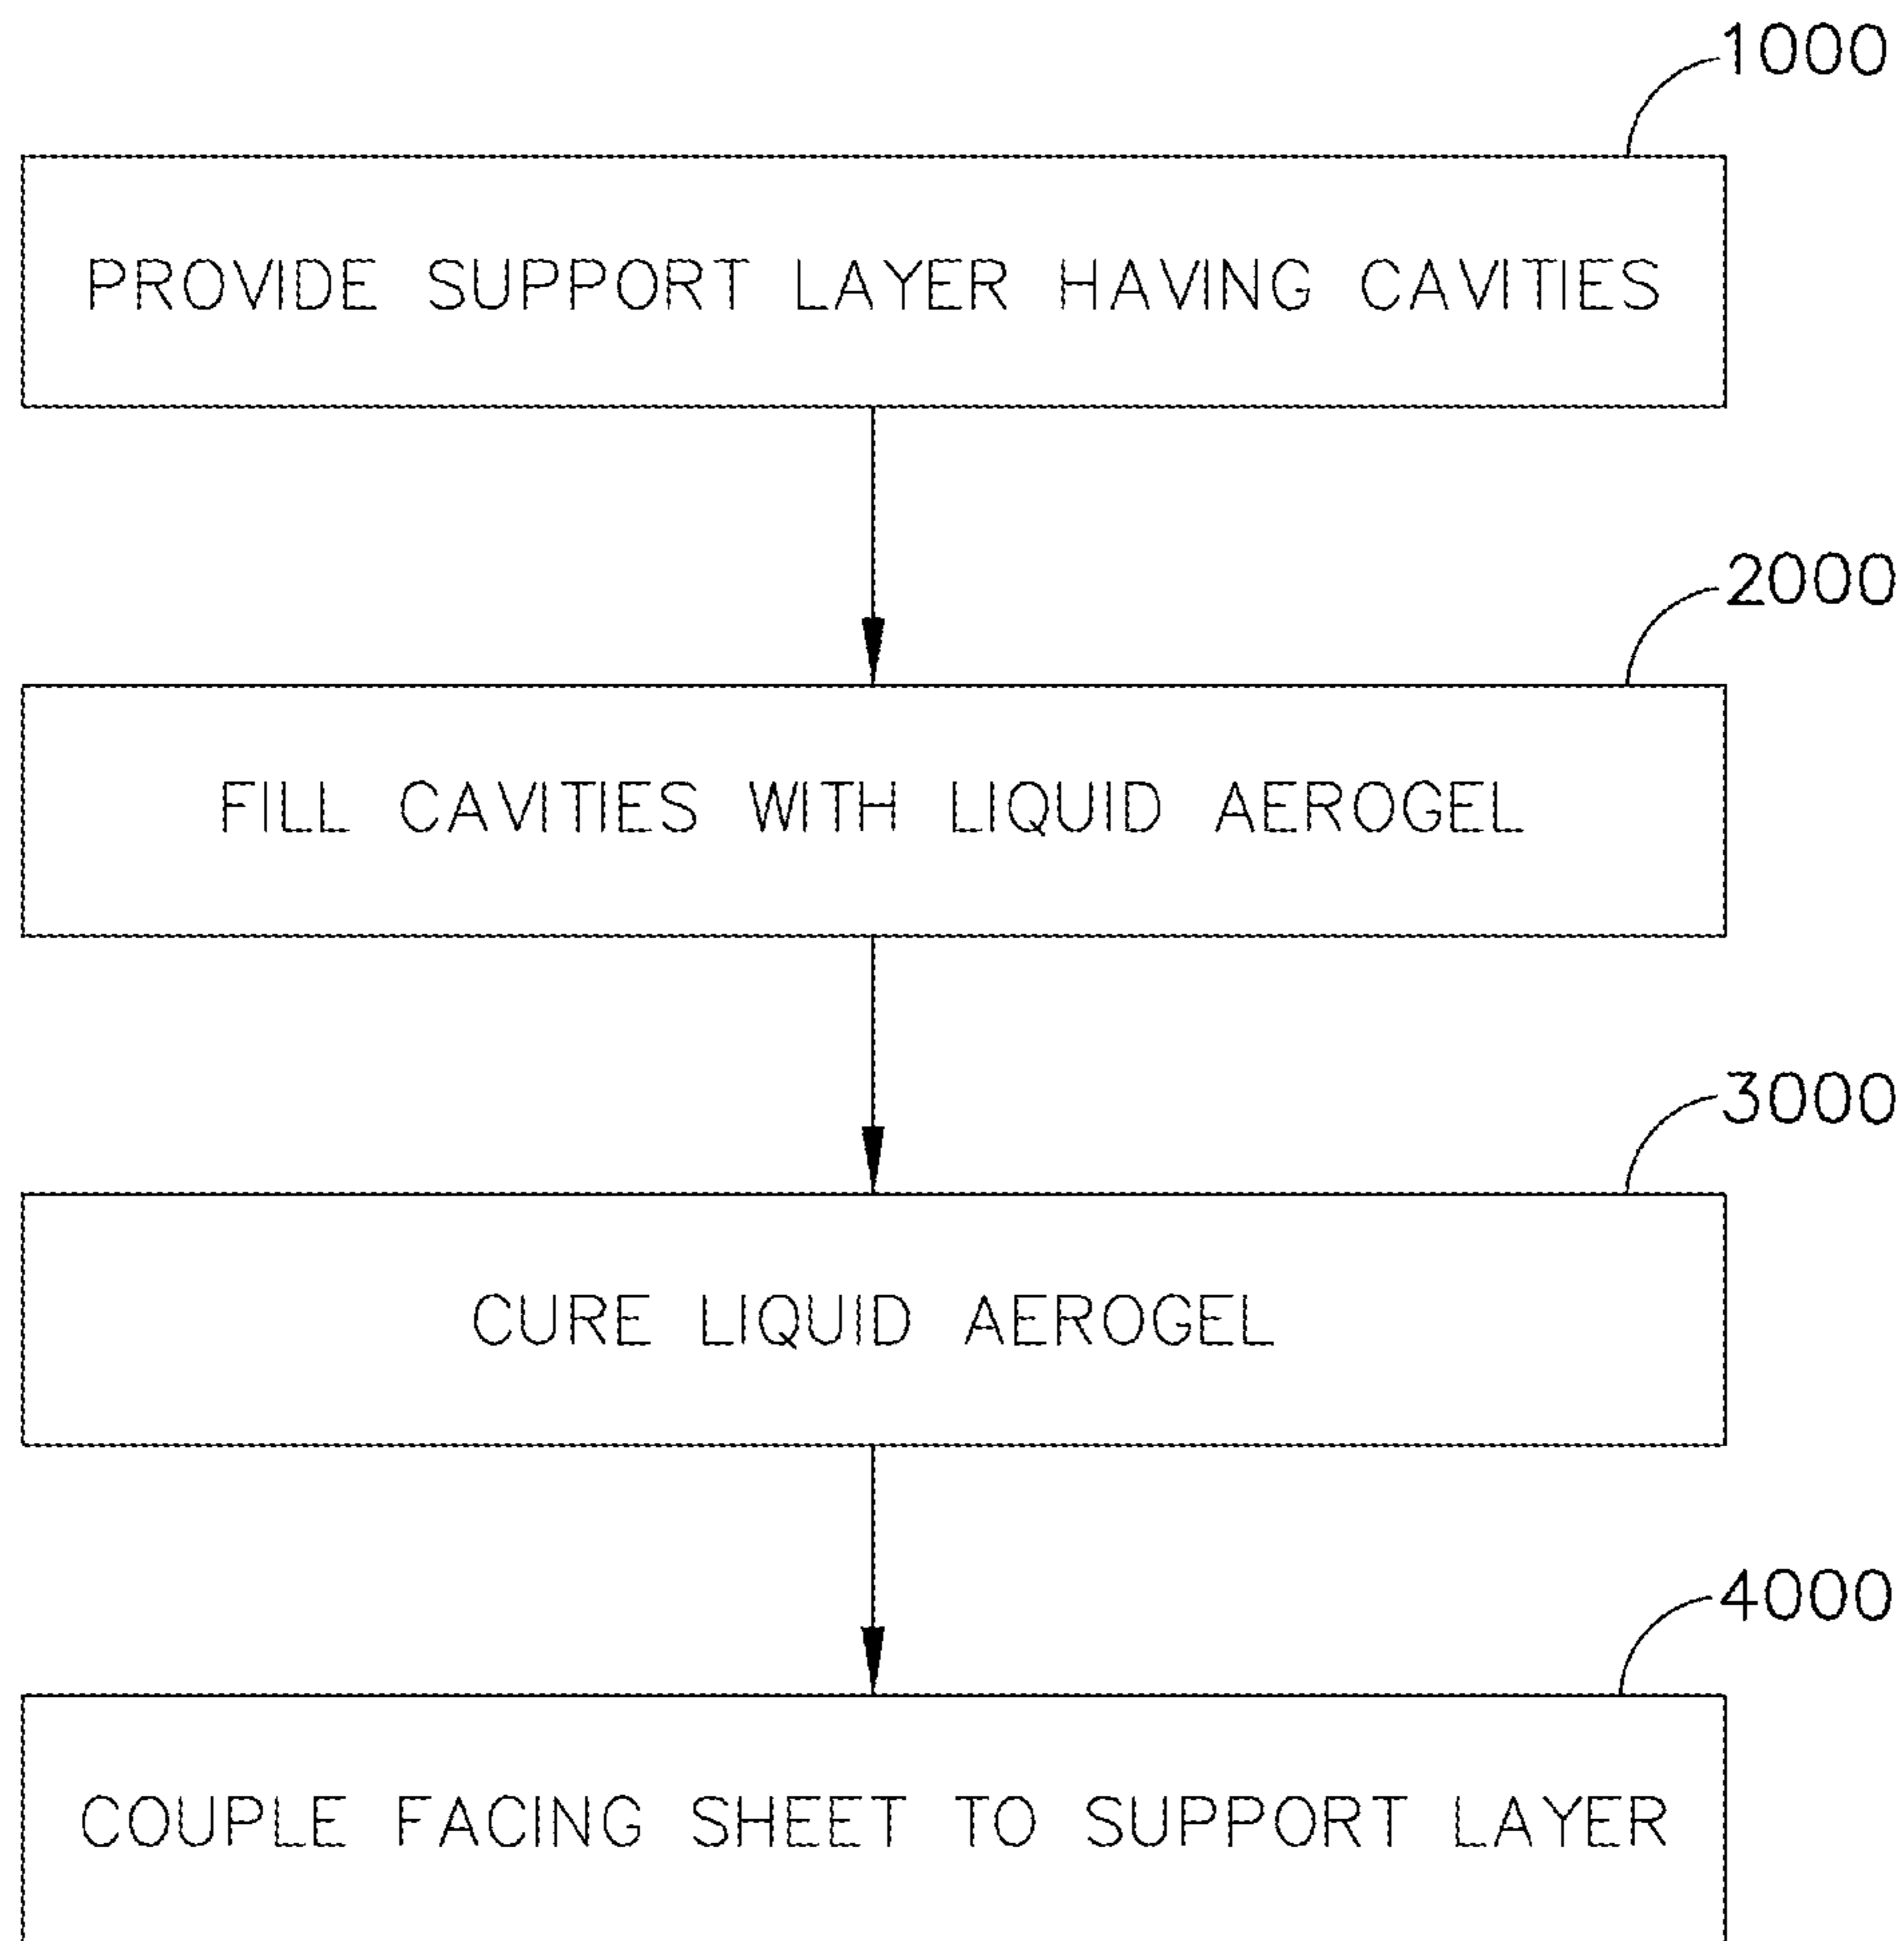 1000
PROVIDE SUPPORT LAYER HAVING CAVITIES
2000
FILL CAVITIES WITH LIQUID AEROGEL
3000
CURE LIQUID AEROGEL
4000
COUPLE FACING SHEET TO SUPPORT LAYER